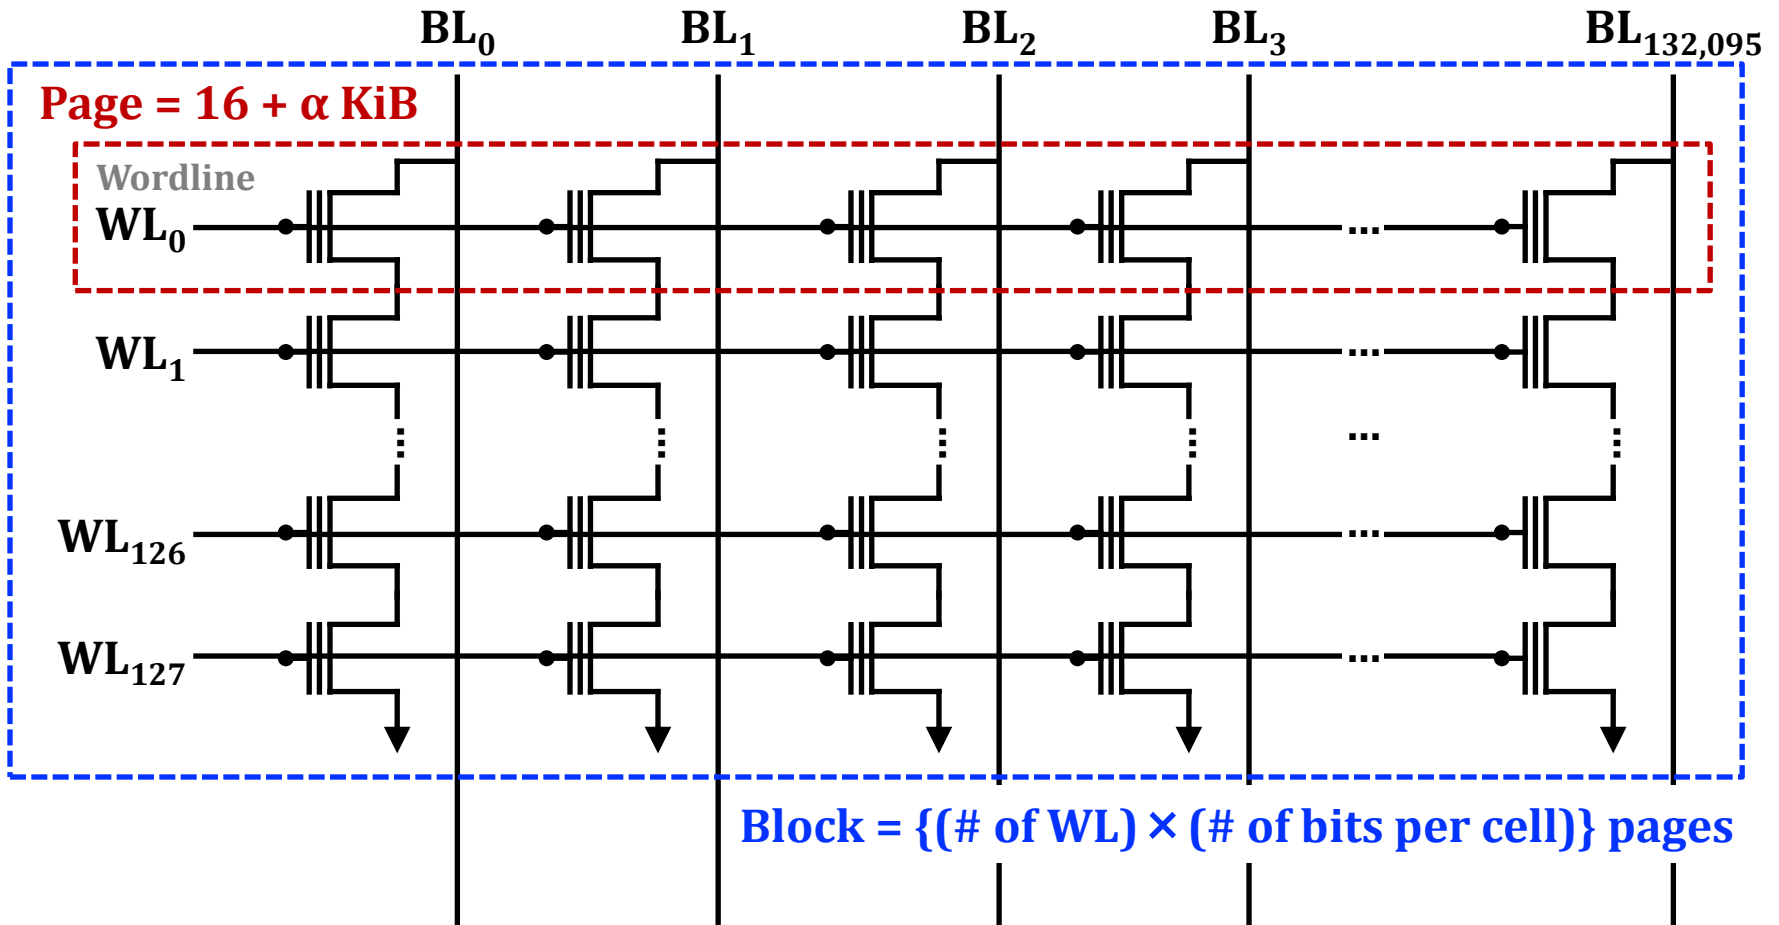 BL₀ BL₁ BL₂ BL₃ BL₁₃₂,₀₉₅
Page = 16 + α KiB
Wordline
WL₀ ...
WL₁ ...
... ... ... ... ... ...
WL₁₂₆ ...
WL₁₂₇ ...
Block = {(# of WL) × (# of bits per cell)} pages